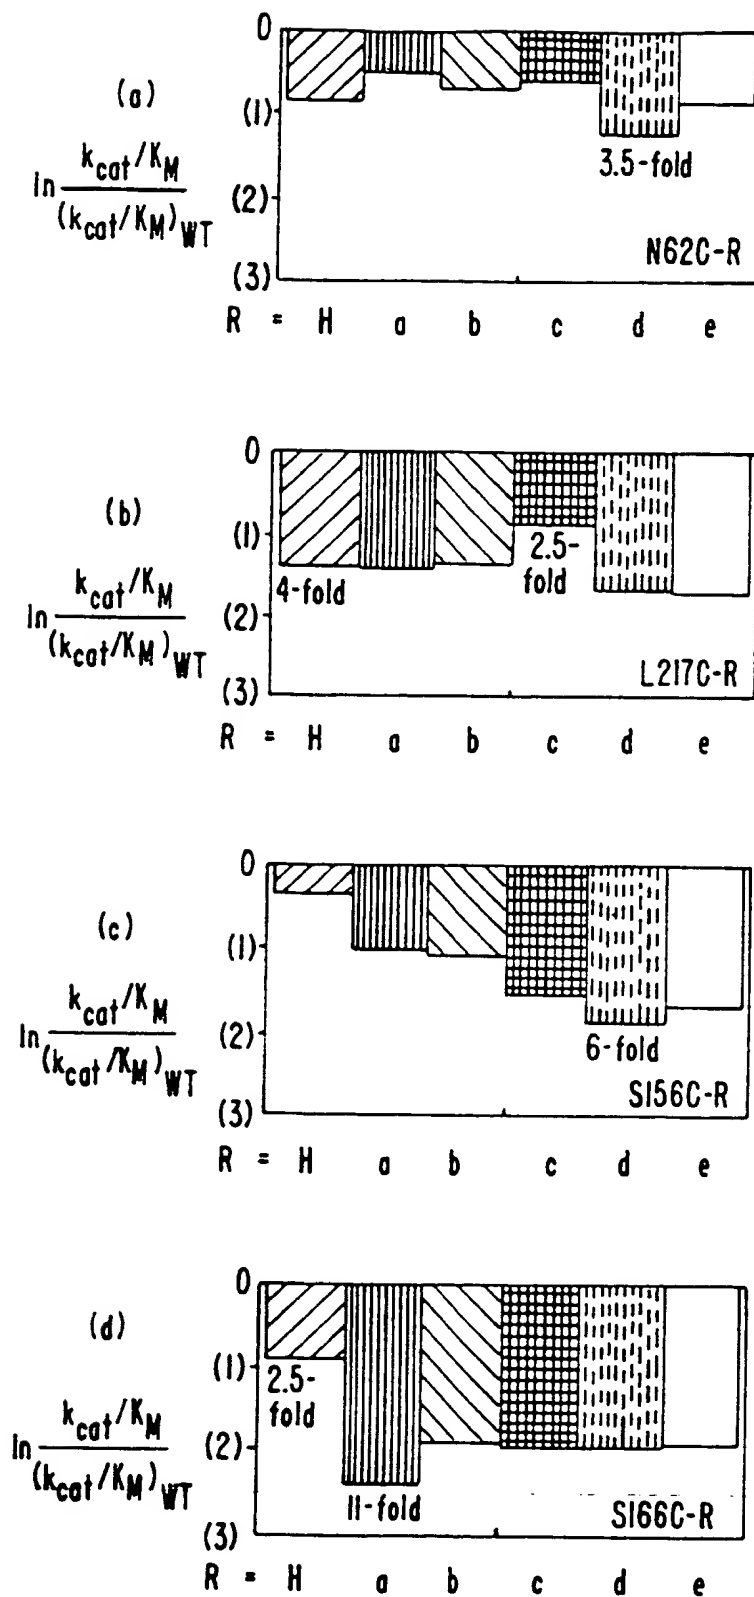 (a)
ln k_cat/K_M
(k_cat/K_M)_WT
0
(1)
(2)
(3)
3.5-fold
N62C-R
R = H a b c d e
(b)
ln k_cat/K_M
(k_cat/K_M)_WT
0
(1)
(2)
(3)
4-fold
2.5-
fold
L217C-R
R = H a b c d e
(c)
ln k_cat/K_M
(k_cat/K_M)_WT
0
(1)
(2)
(3)
6-fold
S156C-R
R = H a b c d e
(d)
ln k_cat/K_M
(k_cat/K_M)_WT
0
(1)
(2)
(3)
2.5-
fold
11-fold
S166C-R
R = H a b c d e